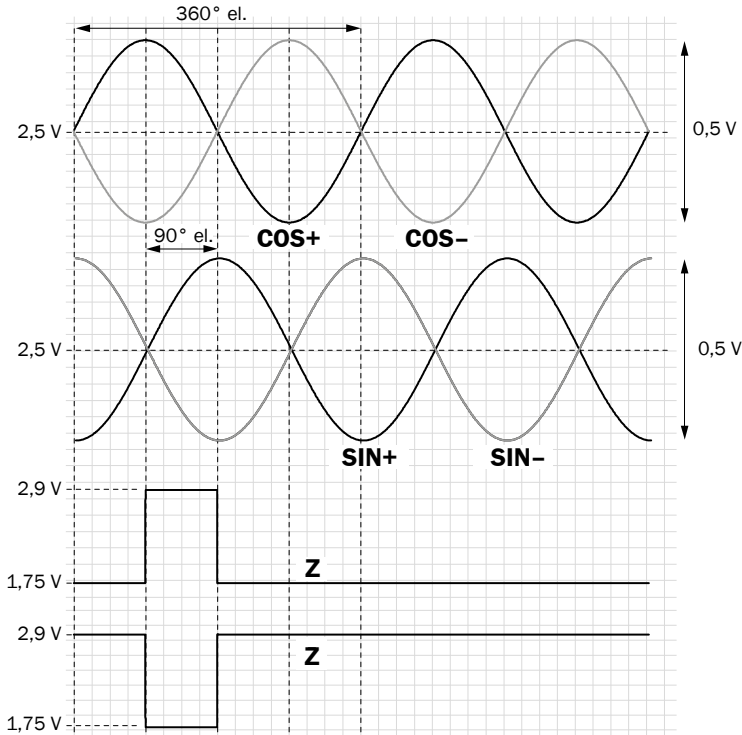 360° el.
2,5 V
0,5 V
COS+
COS–
90° el.
2,5 V
0,5 V
SIN+
SIN–
2,9 V
Z
1,75 V
2,9 V
Z
1,75 V